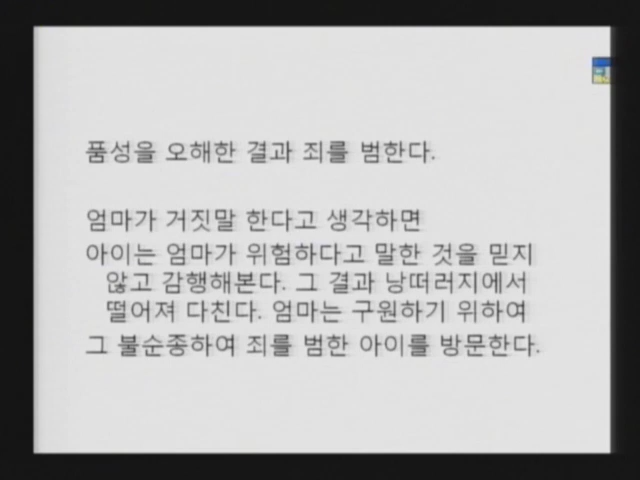 품성을 오해한 결과 죄를 범한다.
엄마가 거짓말 한다고 생각하면
아이는 엄마가 위험하다고 말한 것을 믿지
않고 감행해본다. 그 결과 낭떠러지에서
떨어져 다친다. 엄마는 구원하기 위하여
그 불순종하여 죄를 범한 아이를 방문한다.